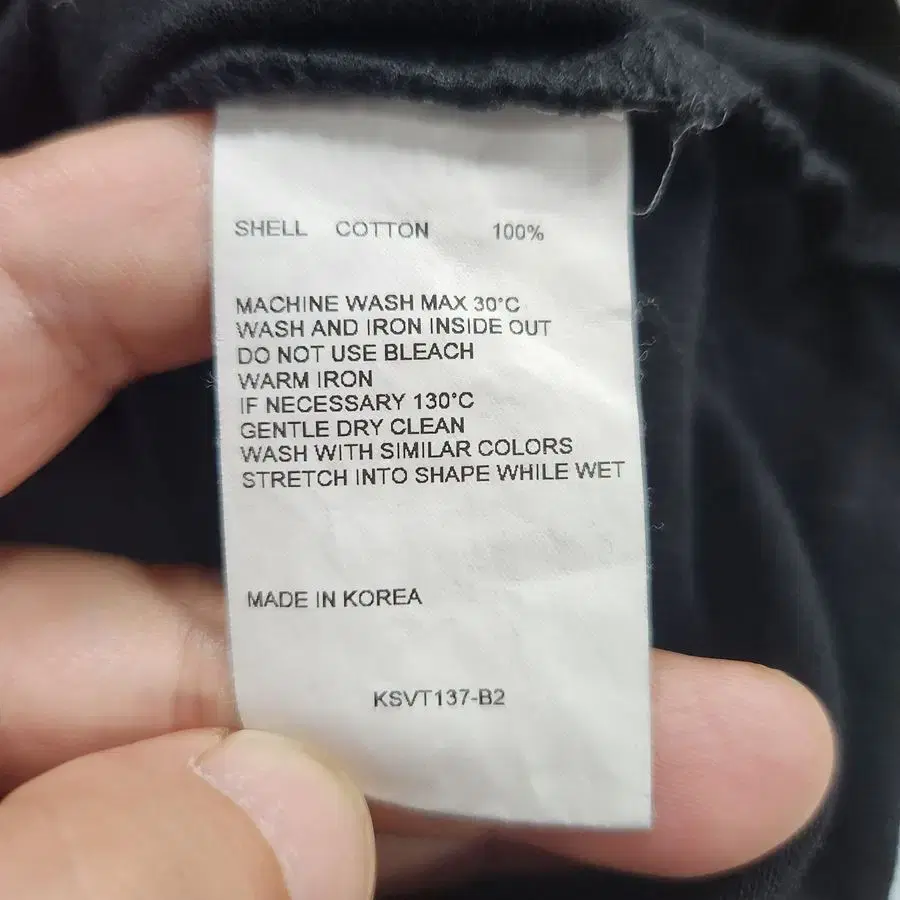 SHELL COTTON 100%
MACHINE WASH MAX 30°C
WASH AND IRON INSIDE OUT
DO NOT USE BLEACH
WARM IRON
IF NECESSARY 130°C
GENTLE DRY CLEAN
WASH WITH SIMILAR COLORS
STRETCH INTO SHAPE WHILE WET
MADE IN KOREA
KSVT137-B2